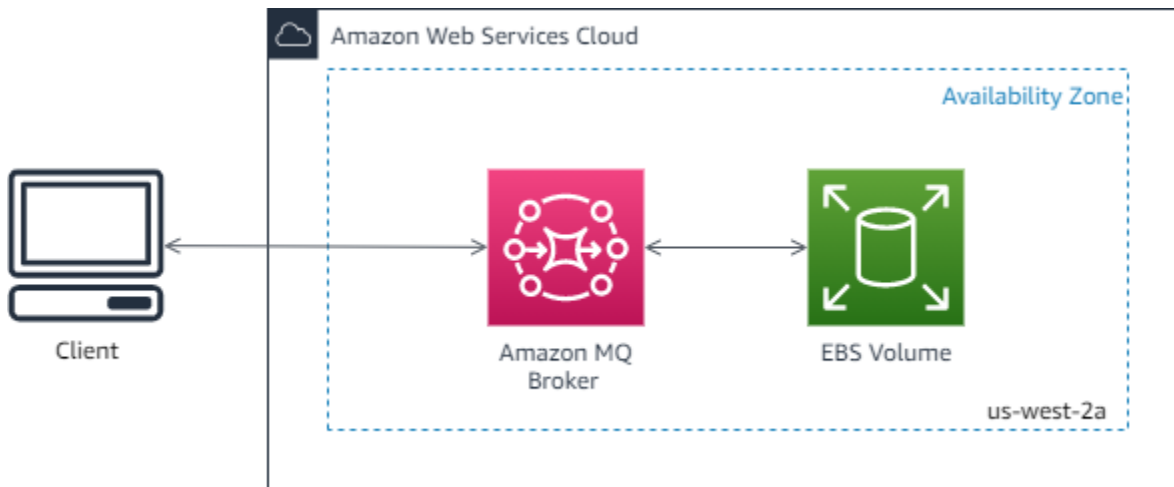 Amazon Web Services Cloud
Availability Zone
Client
Amazon MQ
Broker
EBS Volume
us-west-2a